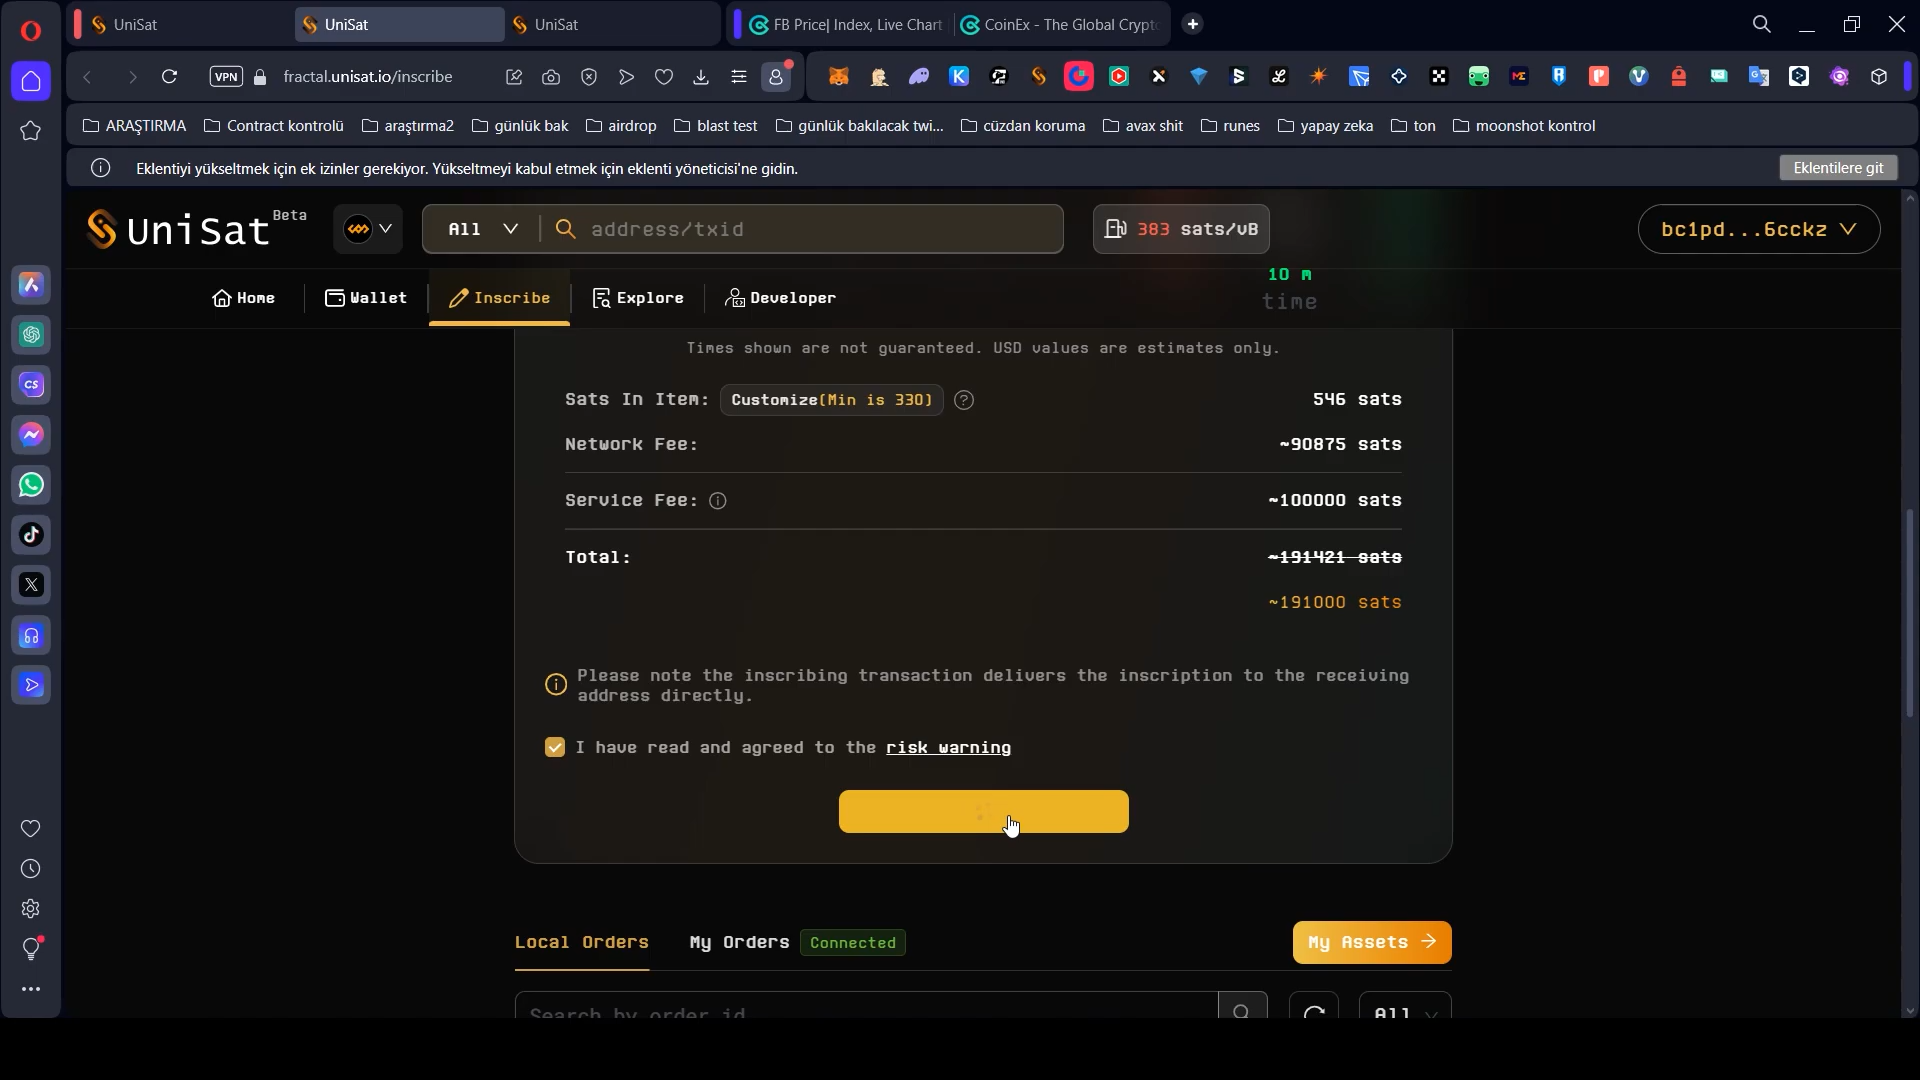 UniSat
UniSat
UniSat
FB Price| Index, Live Chart
CoinEx - The Global Crypto
VPN
fractal.unisat.io/inscribe
ARAŞTIRMA
Contract kontrolü
araştırma2
günlük bak
airdrop
blast test
günlük bakılacak twi...
cüzdan koruma
avax shit
runes
yapay zeka
ton
moonshot kontrol
Eklentiyi yükseltmek için ek izinler gerekiyor. Yükseltmeyi kabul etmek için eklenti yöneticisi'ne gidin.
Eklentilere git
UniSat Beta
All
address/txid
383 sats/vB
bc1pd...6cckz
Home
Wallet
Inscribe
Explore
Developer
10 m
time
Times shown are not guaranteed. USD values are estimates only.
Sats In Item: Customize(Min is 330) 546 sats
Network Fee: ~90875 sats
Service Fee: ~100000 sats
Total: ~191421 sats
~191000 sats
Please note the inscribing transaction delivers the inscription to the receiving
address directly.
I have read and agreed to the risk warning
Local Orders
My Orders
Connected
My Assets →
Search by order id
All